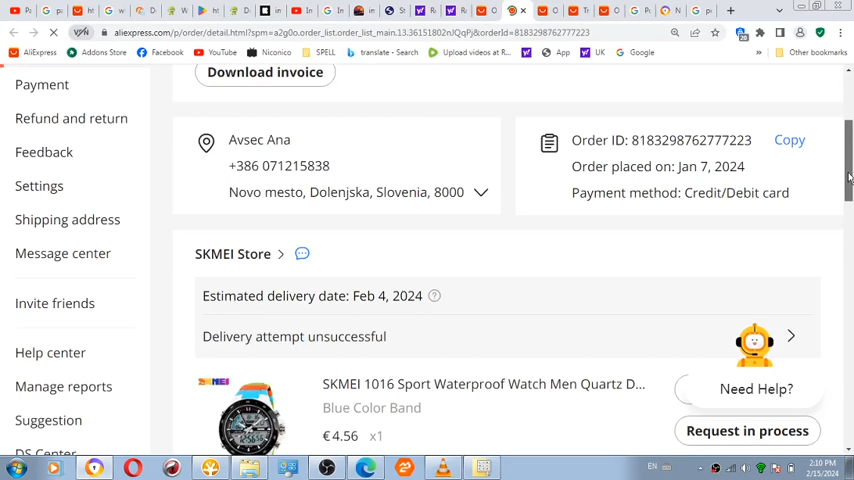 aliexpress.com/p/order/detail.html?spm=a2g0o.order_list.order_list_main.13.36151802nJQqPj&orderId=8183298762777223
AliExpress
Addons Store
Facebook
YouTube
Niconico
SPELL
translate - Search
Upload videos at R...
App
UK
Google
»
Other bookmarks
Payment
Refund and return
Feedback
Settings
Shipping address
Message center
Invite friends
Help center
Manage reports
Suggestion
DS Center
Download invoice
Avsec Ana
+386 071215838
Novo mesto, Dolenjska, Slovenia, 8000
Order ID: 8183298762777223 Copy
Order placed on: Jan 7, 2024
Payment method: Credit/Debit card
SKMEI Store >
Estimated delivery date: Feb 4, 2024
Delivery attempt unsuccessful
SKMEI
SKMEI 1016 Sport Waterproof Watch Men Quartz D...
Blue Color Band
€4.56 x1
Need Help?
Request in process
EN
2:10 PM
2/15/2024